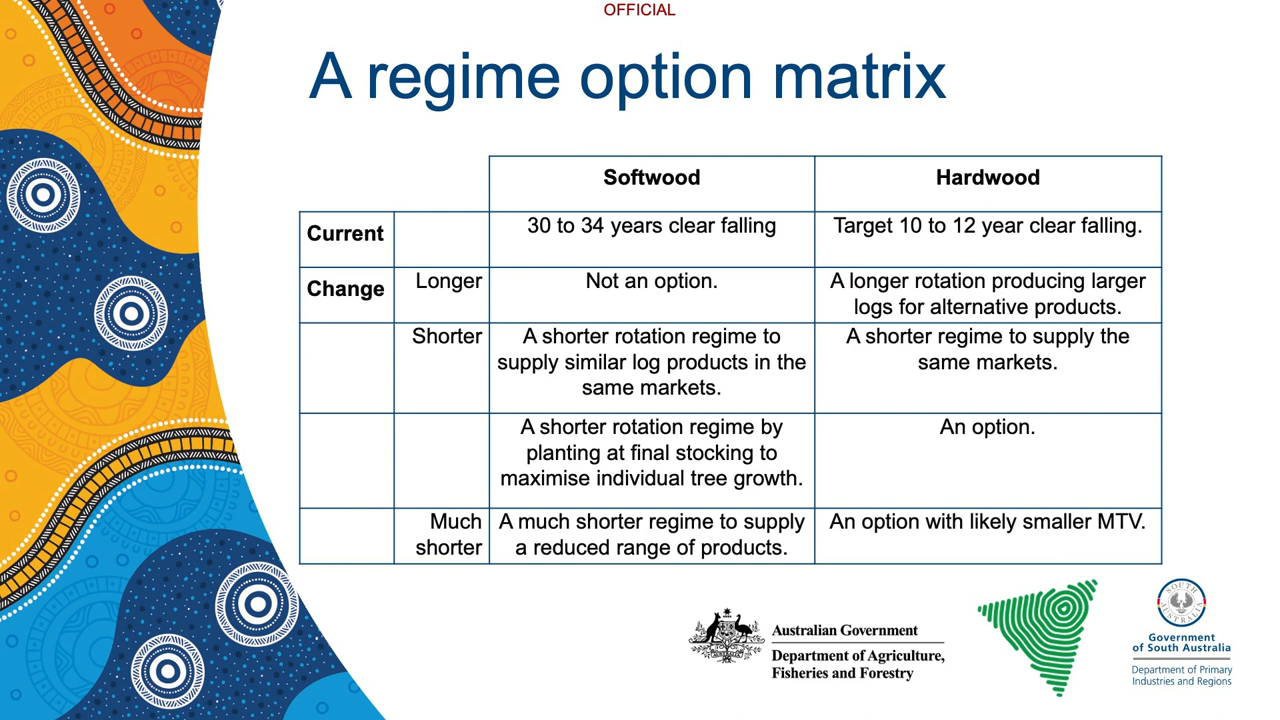 OFFICIAL
A regime option matrix
Softwood
Hardwood
Current
30 to 34 years clear falling
Target 10 to 12 year clear falling.
Change
Longer
Not an option.
A longer rotation producing larger
logs for alternative products.
Shorter
A shorter rotation regime to
supply similar log products in the
same markets.
A shorter regime to supply the
same markets.
A shorter rotation regime by
planting at final stocking to
maximise individual tree growth.
An option.
Much
shorter
A much shorter regime to supply
a reduced range of products.
An option with likely smaller MTV.
Australian Government
Department of Agriculture,
Fisheries and Forestry
SOUTH AUSTRALIA
Government
of South Australia
Department of Primary
Industries and Regions